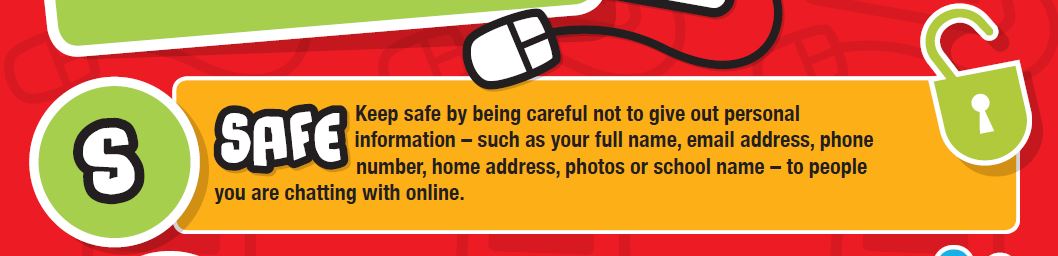 S
SAFE Keep safe by being careful not to give out personal
information – such as your full name, email address, phone
number, home address, photos or school name – to people
you are chatting with online.